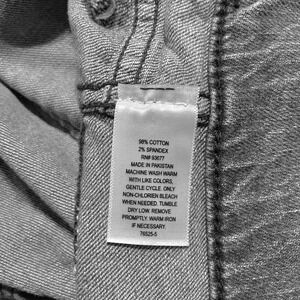 98% COTTON
2% SPANDEX
RN# 93677
MADE IN PAKISTAN
MACHINE WASH WARM
WITH LIKE COLORS,
GENTLE CYCLE. ONLY
NON-CHLORIEN BLEACH
WHEN NEEDED. TUMBLE
DRY LOW. REMOVE
PROMPTLY. WARM IRON
IF NECESSARY.
76525-5